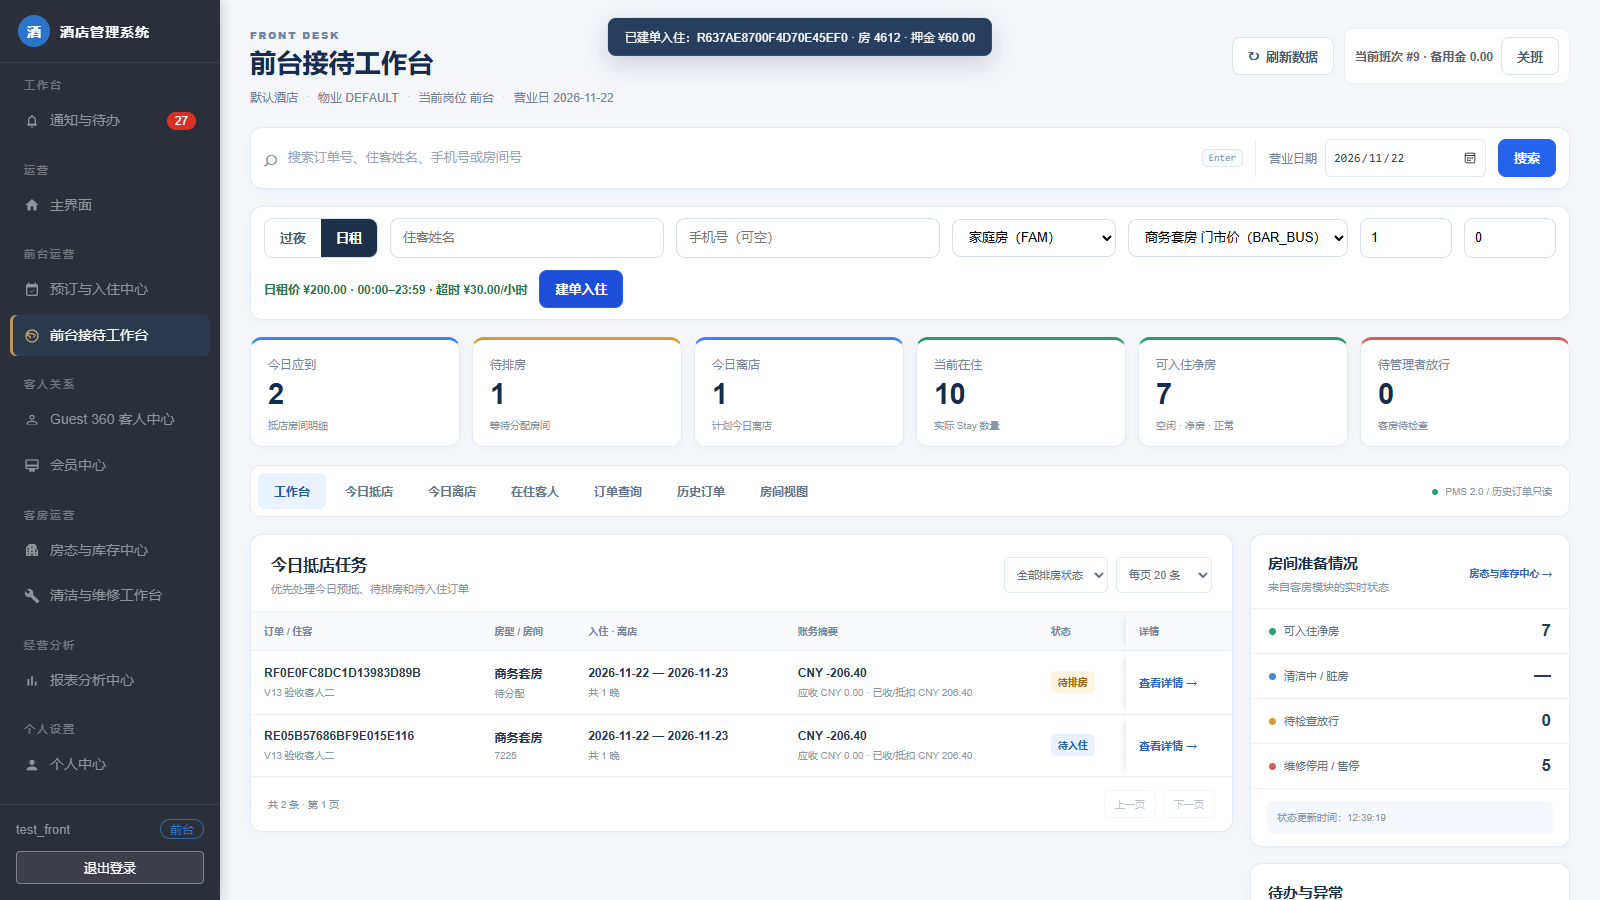 酒 酒店管理系统
工作台
通知与待办 27
运营
主界面
前台运营
预订与入住中心
前台接待工作台
客人关系
Guest 360 客人中心
会员中心
客房运营
房态与库存中心
清洁与维修工作台
经营分析
报表分析中心
个人设置
个人中心
test_front 前台
退出登录
FRONT DESK
前台接待工作台
默认酒店 · 物业 DEFAULT · 当前岗位 前台 · 营业日 2026-11-22
已建单入住：R637AE8700F4D70E45EF0 · 房 4612 · 押金 ¥60.00
↻ 刷新数据
当前班次 #9 · 备用金 0.00 关班
搜索订单号、住客姓名、手机号或房间号 Enter 营业日期 2026/11/22 搜索
过夜 日租 住客姓名 手机号（可空） 家庭房（FAM） 商务套房 门市价（BAR_BUS） 1 0
日租价 ¥200.00 · 00:00–23:59 · 超时 ¥30.00/小时 建单入住
今日应到
2
抵店房间明细
待排房
1
等待分配房间
今日离店
1
计划今日离店
当前在住
10
实际 Stay 数量
可入住净房
7
空闲 · 净房 · 正常
待管理者放行
0
客房待检查
工作台 今日抵店 今日离店 在住客人 订单查询 历史订单 房间视图
PMS 2.0 / 历史订单只读
今日抵店任务
优先处理今日预抵、待排房和待入住订单
全部排房状态 每页 20 条
订单 / 住客 房型 / 房间 入住 · 离店 账务摘要 状态 详情
RF0E0FC8DC1D13983D89B 商务套房 2026-11-22 — 2026-11-23 CNY -206.40 待排房 查看详情 →
V13 验收客人二 待分配 共 1 晚 应收 CNY 0.00 · 已收/抵扣 CNY 206.40
RE05B57686BF9E015E116 商务套房 2026-11-22 — 2026-11-23 CNY -206.40 待入住 查看详情 →
V13 验收客人二 7225 共 1 晚 应收 CNY 0.00 · 已收/抵扣 CNY 206.40
共 2 条 · 第 1 页 上一页 下一页
房间准备情况
来自客房模块的实时状态
房态与库存中心 →
可入住净房 7
清洁中 / 脏房 —
待检查放行 0
维修停用 / 售停 5
状态更新时间：12:39:19
待办与异常